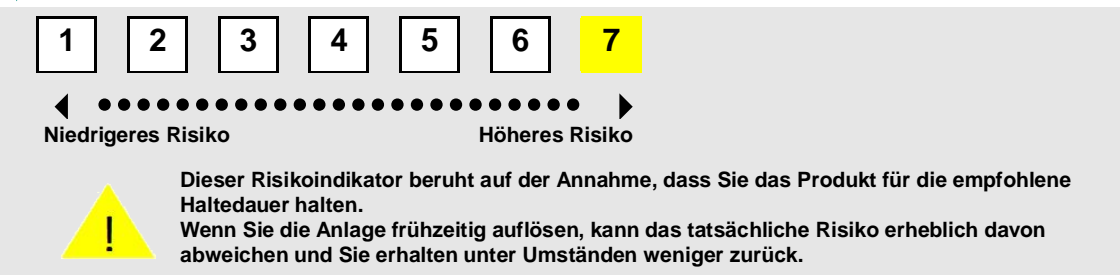 1 2 3 4 5 6 7
Niedrigeres Risiko Höheres Risiko
Dieser Risikoindikator beruht auf der Annahme, dass Sie das Produkt für die empfohlene
Haltedauer halten.
Wenn Sie die Anlage frühzeitig auflösen, kann das tatsächliche Risiko erheblich davon
! abweichen und Sie erhalten unter Umständen weniger zurück.